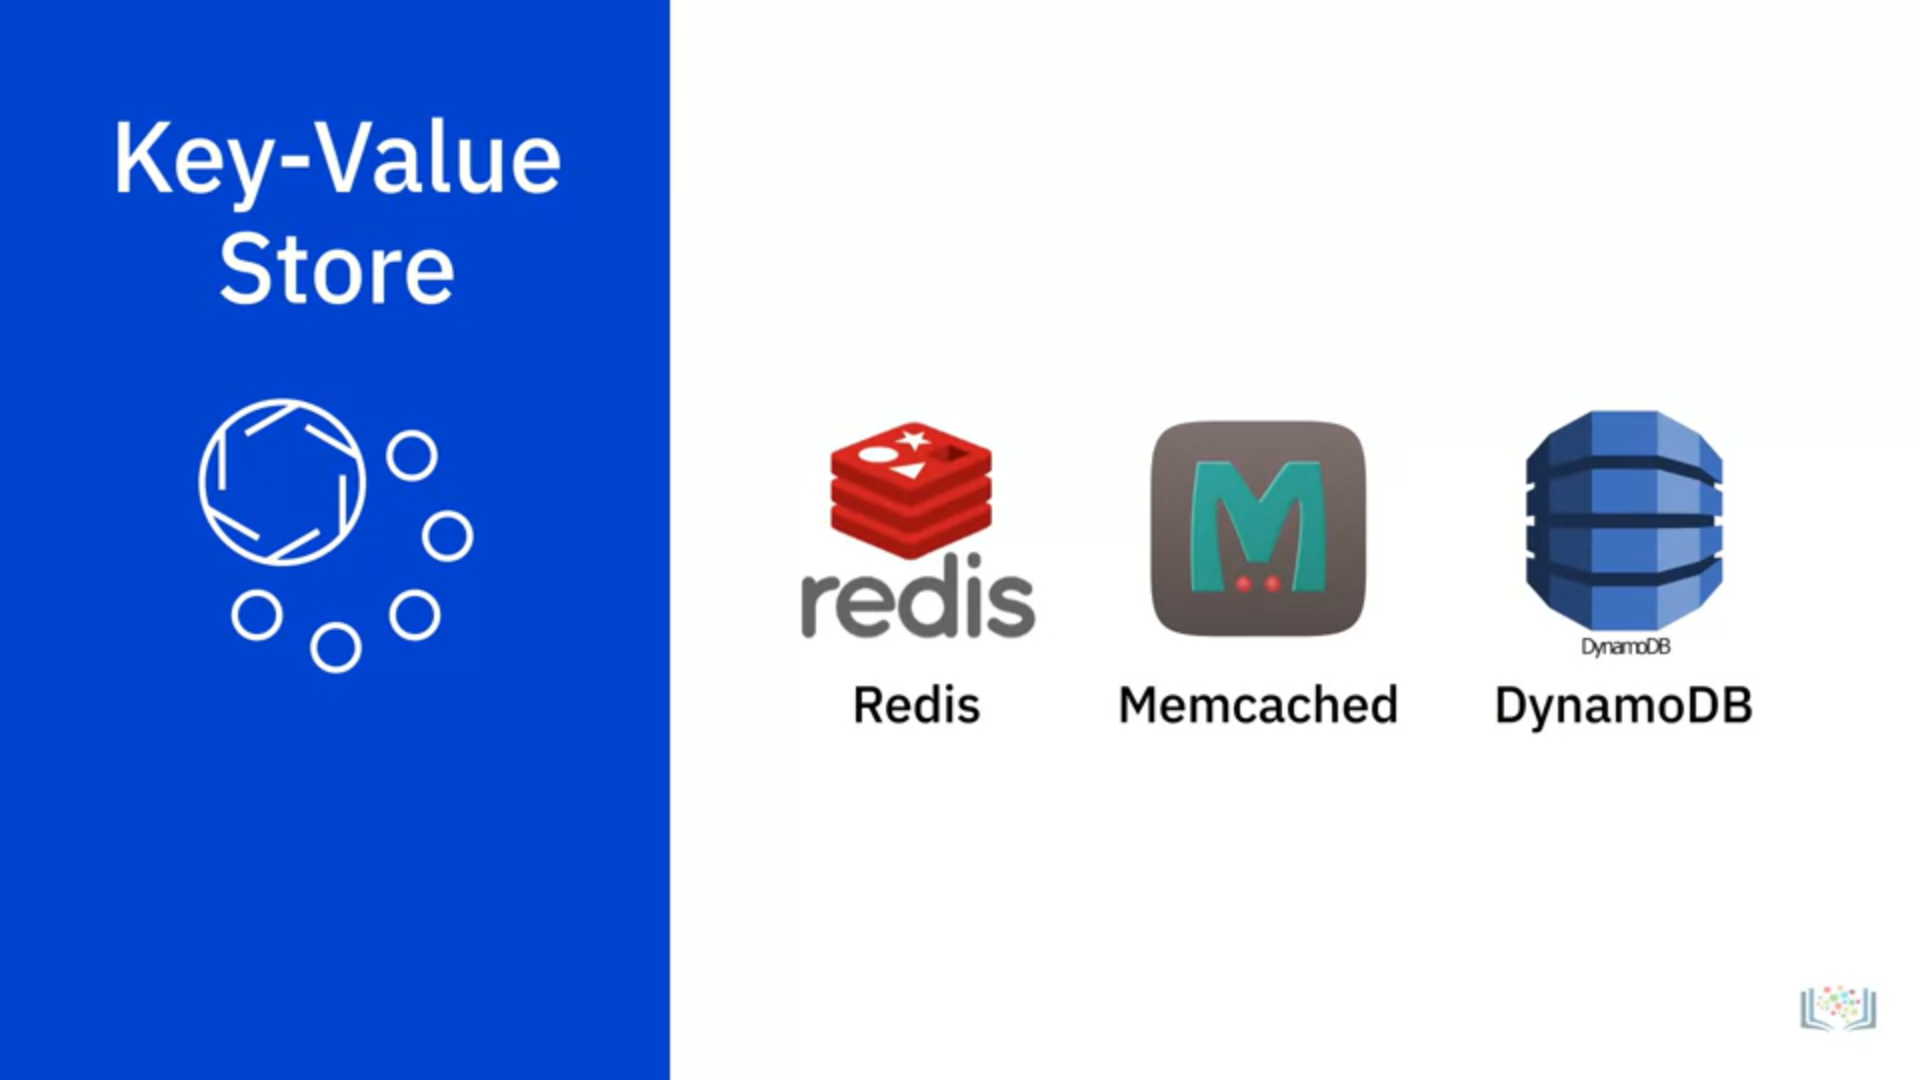 Key-Value
Store
redis
M
DynamoDB
Redis
Memcached
DynamoDB